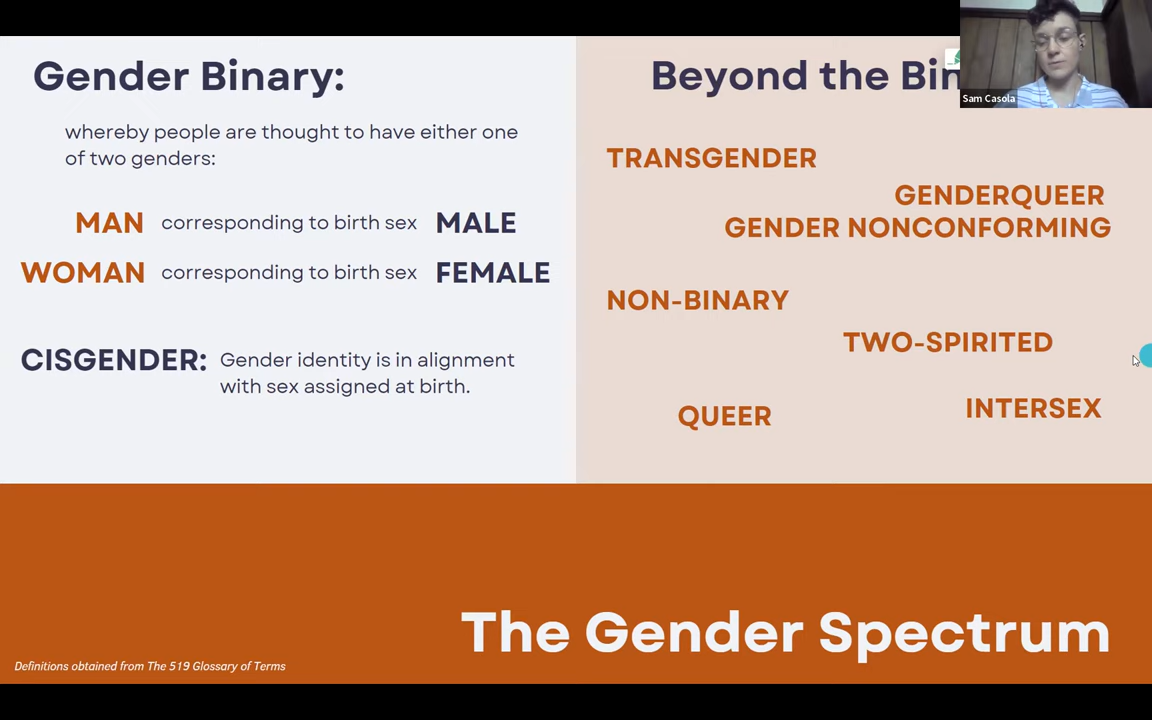 Gender Binary:
whereby people are thought to have either one
of two genders:
MAN corresponding to birth sex MALE
WOMAN corresponding to birth sex FEMALE
CISGENDER: Gender identity is in alignment
with sex assigned at birth.
Beyond the Bin
Sam Casola
TRANSGENDER
GENDERQUEER
GENDER NONCONFORMING
NON-BINARY
TWO-SPIRITED
QUEER
INTERSEX
The Gender Spectrum
Definitions obtained from The 519 Glossary of Terms